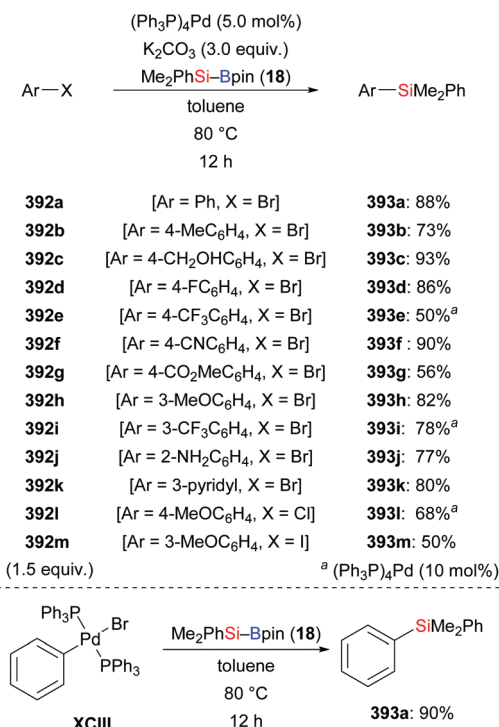 (Ph3P)4Pd (5.0 mol%)
K2CO3 (3.0 equiv.)
Me2PhSi–Bpin (18)
Ar—X
Ar—SiMe2Ph
toluene
80 °C
12 h
392a [Ar = Ph, X = Br] 393a: 88%
392b [Ar = 4-MeC6H4, X = Br] 393b: 73%
392c [Ar = 4-CH2OHC6H4, X = Br] 393c: 93%
392d [Ar = 4-FC6H4, X = Br] 393d: 86%
392e [Ar = 4-CF3C6H4, X = Br] 393e: 50%a
392f [Ar = 4-CNC6H4, X = Br] 393f : 90%
392g [Ar = 4-CO2MeC6H4, X = Br] 393g: 56%
392h [Ar = 3-MeOC6H4, X = Br] 393h: 82%
392i [Ar = 3-CF3C6H4, X = Br] 393i: 78%a
392j [Ar = 2-NH2C6H4, X = Br] 393j: 77%
392k [Ar = 3-pyridyl, X = Br] 393k: 80%
392l [Ar = 4-MeOC6H4, X = Cl] 393l: 68%a
392m [Ar = 3-MeOC6H4, X = I] 393m: 50%
(1.5 equiv.) a (Ph3P)4Pd (10 mol%)
Ph3P
Br
Pd
PPh3
XCIII
Me2PhSi–Bpin (18)
toluene
80 °C
12 h
SiMe2Ph
393a: 90%